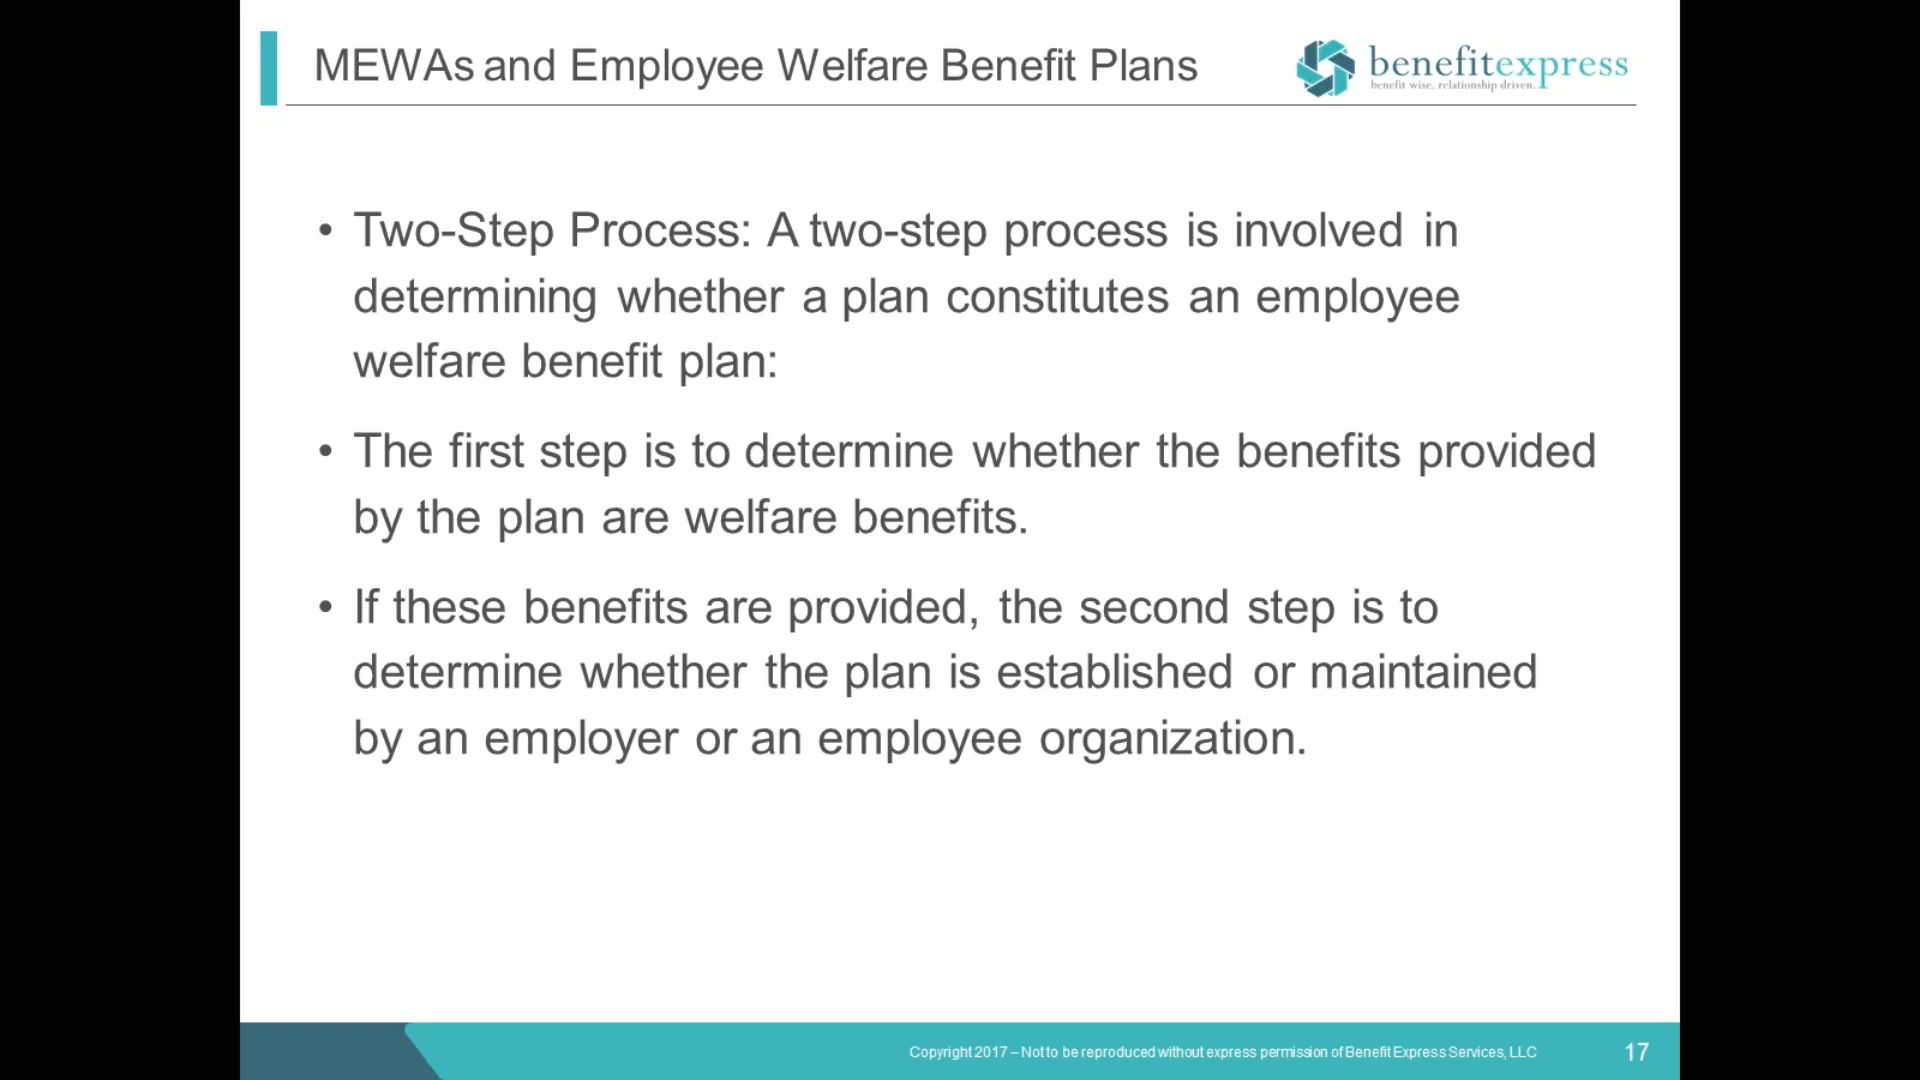 MEWAs and Employee Welfare Benefit Plans
benefitexpress
benefit wise, relationship driven.
• Two-Step Process: A two-step process is involved in
determining whether a plan constitutes an employee
welfare benefit plan:
• The first step is to determine whether the benefits provided
by the plan are welfare benefits.
• If these benefits are provided, the second step is to
determine whether the plan is established or maintained
by an employer or an employee organization.
Copyright 2017 – Not to be reproduced without express permission of Benefit Express Services, LLC
17